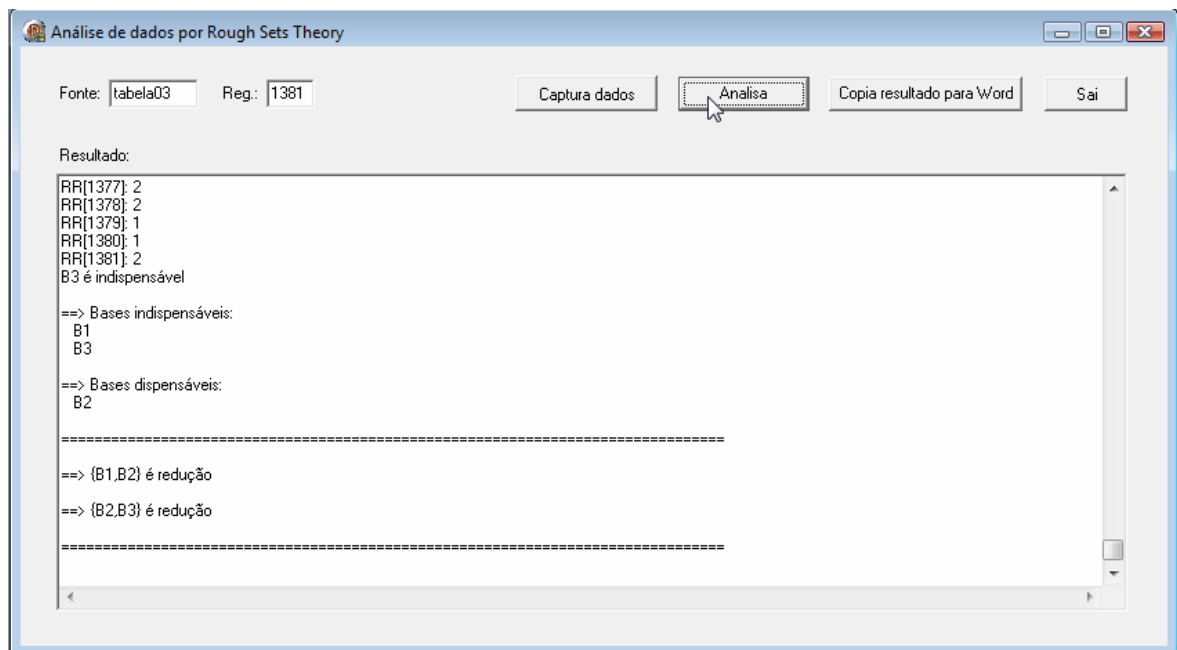 Análise de dados por Rough Sets Theory
Fonte: tabela03 Reg.: 1381 Captura dados Analisa Copia resultado para Word Sai
Resultado:
RR[1377]: 2
RR[1378]: 2
RR[1379]: 1
RR[1380]: 1
RR[1381]: 2
B3 é indispensável
==> Bases indispensáveis:
B1
B3
==> Bases dispensáveis:
B2
================================================================================
==> {B1,B2} é redução
==> {B2,B3} é redução
================================================================================